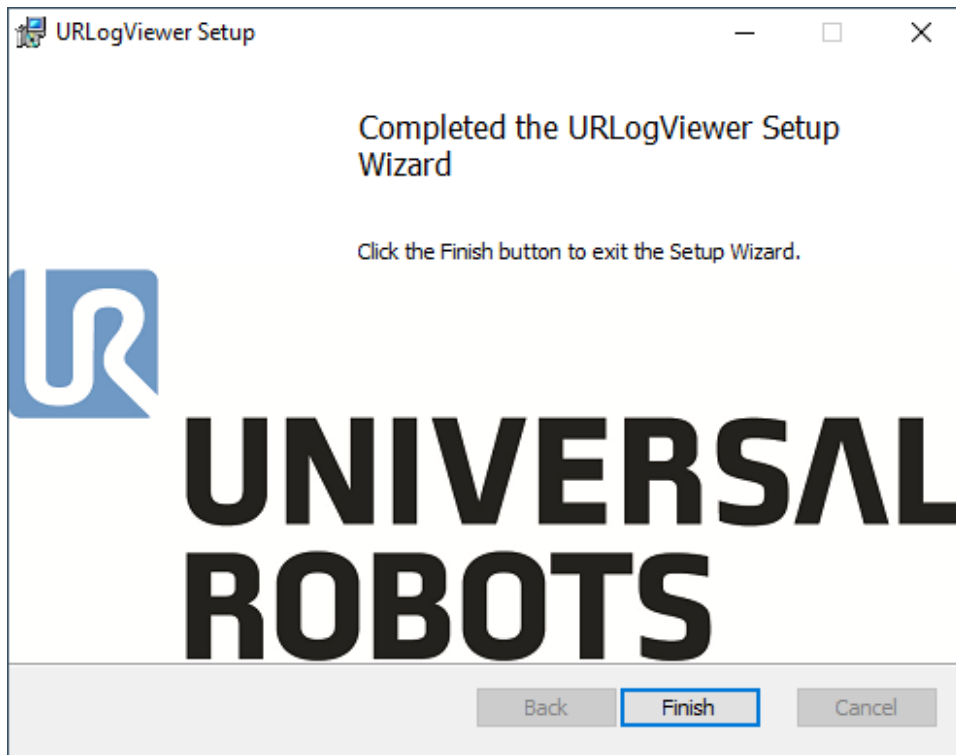 URLogViewer Setup
Completed the URLogViewer Setup
Wizard
Click the Finish button to exit the Setup Wizard.
UR
UNIVERSAL
ROBOTS
Back
Finish
Cancel